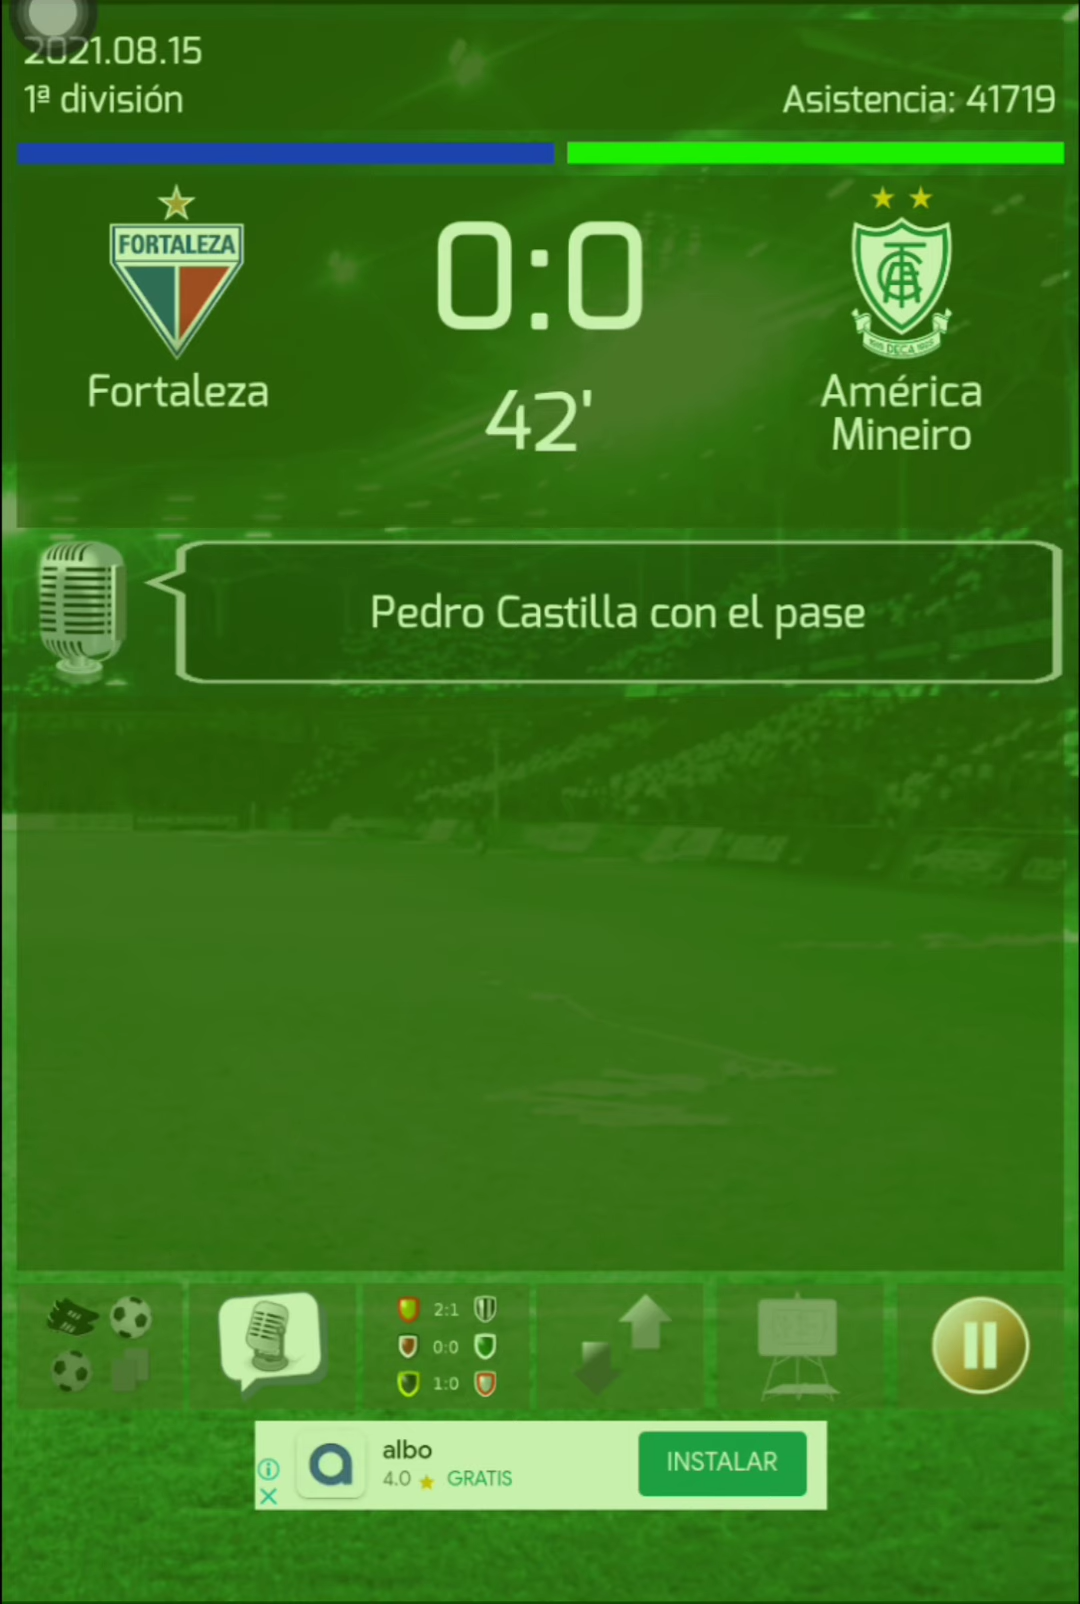 2021.08.15
1ª división
Asistencia: 41719
FORTALEZA
0:0
DECA
Fortaleza
América
Mineiro
42'
Pedro Castilla con el pase
2:1
0:0
1:0
albo
4.0 GRATIS
INSTALAR